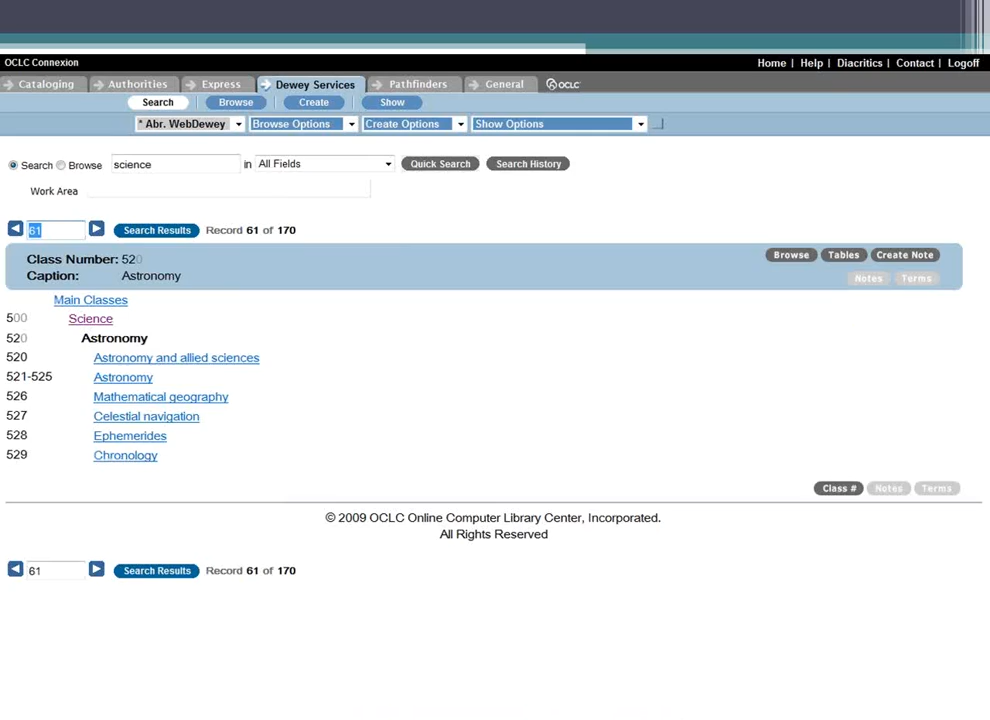 OCLC Connexion Home | Help | Diacritics | Contact | Logoff
Cataloging Authorities Express Dewey Services Pathfinders General OCLC
Search Browse Create Show
* Abr. WebDewey Browse Options Create Options Show Options
Search Browse science in All Fields Quick Search Search History
Work Area
61 Search Results Record 61 of 170
Class Number: 520 Browse Tables Create Note
Caption: Astronomy Notes Terms
Main Classes
500 Science
520 Astronomy
520 Astronomy and allied sciences
521-525 Astronomy
526 Mathematical geography
527 Celestial navigation
528 Ephemerides
529 Chronology
Class # Notes Terms
© 2009 OCLC Online Computer Library Center, Incorporated.
All Rights Reserved
61 Search Results Record 61 of 170